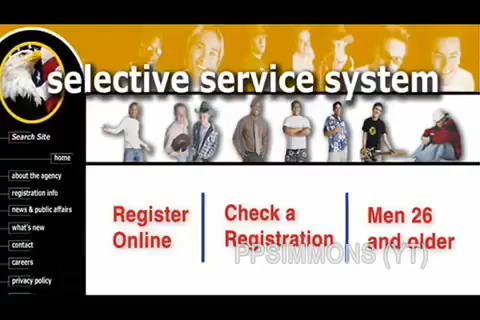 selective service system
Search Site
home
about the agency
registration info
news & public affairs
what's new
contact
careers
privacy policy
Register
Online
Check a
Registration
Men 26
and older
PPSIMMONS (YT)